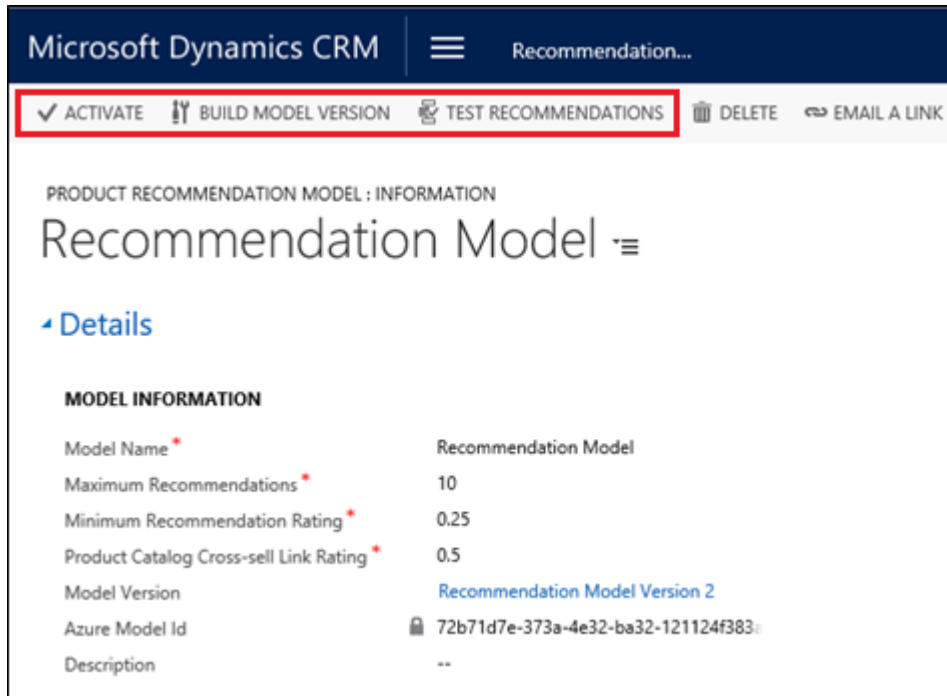 Microsoft Dynamics CRM Recommendation...
ACTIVATE BUILD MODEL VERSION TEST RECOMMENDATIONS DELETE EMAIL A LINK
PRODUCT RECOMMENDATION MODEL : INFORMATION
Recommendation Model
Details
MODEL INFORMATION
Model Name* Recommendation Model
Maximum Recommendations* 10
Minimum Recommendation Rating* 0.25
Product Catalog Cross-sell Link Rating* 0.5
Model Version Recommendation Model Version 2
Azure Model Id 72b71d7e-373a-4e32-ba32-121124f383a
Description --